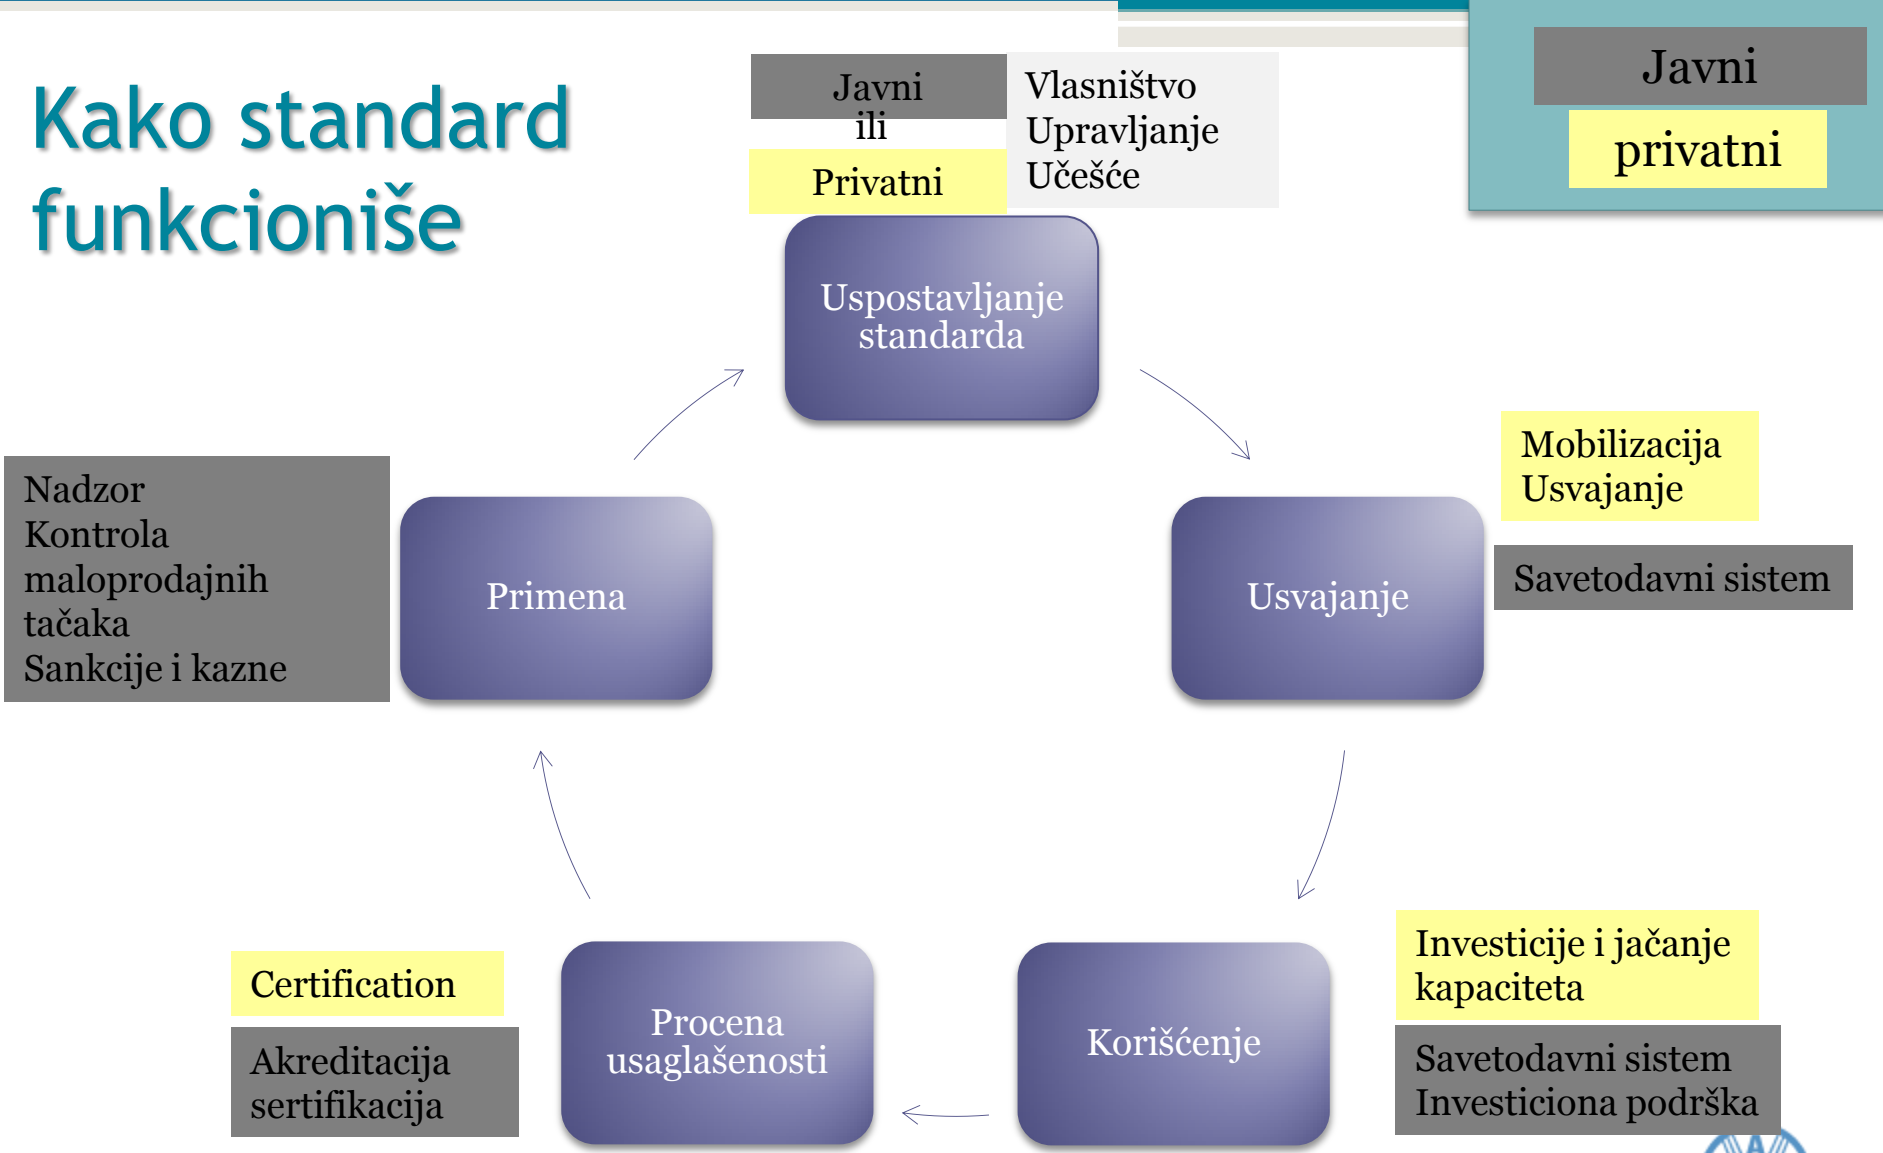 Kako standard
funkcioniše
Javni
ili
Privatni
Vlasništvo
Upravljanje
Učešće
Javni
privatni
Uspostavljanje
standarda
Mobilizacija
Usvajanje
Savetodavni sistem
Usvajanje
Nadzor
Kontrola
maloprodajnih
tačaka
Sankcije i kazne
Primena
Investicije i jačanje
kapaciteta
Savetodavni sistem
Investiciona podrška
Korišćenje
Procena
usaglašenosti
Certification
Akreditacija
sertifikacija
A